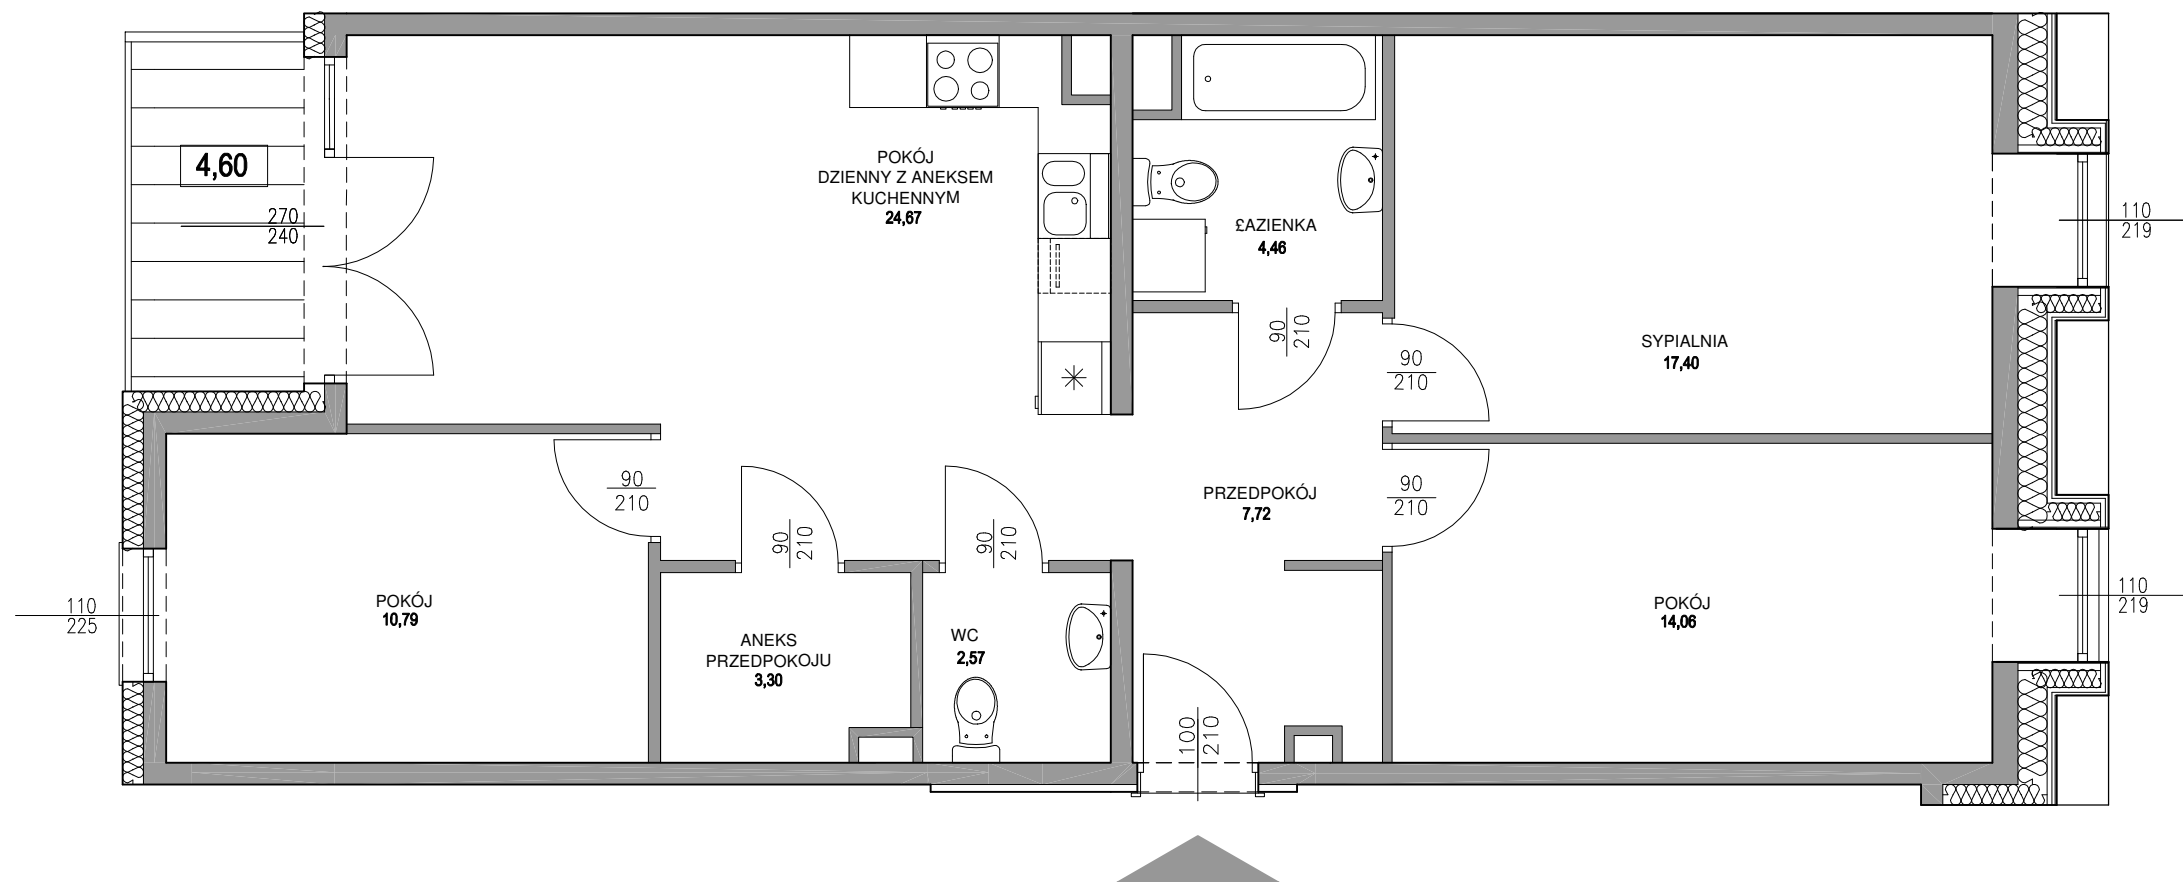 4,60
270
240
POKÓJ
DZIENNY Z ANEKSEM
KUCHENNYM
24,67
£AZIENKA
4,46
90
210
90
210
SYPIALNIA
17,40
110
219
90
210
90
210
90
210
PRZEDPOKÓJ
7,72
90
210
110
225
POKÓJ
10,79
ANEKS
PRZEDPOKOJU
3,30
WC
2,57
100
210
POKÓJ
14,06
110
219